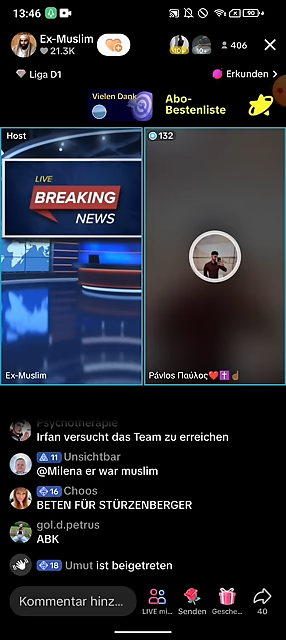 13:46
Ex-Muslim
21.3K
406
Liga D1
Erkunden >
Vielen Dank
Abo-
Bestenliste
Host
132
LIVE
BREAKING
NEWS
Ex-Muslim
Pávlos Παῦλος❤️✝️☝🏾
Psychotherapie
Irfan versucht das Team zu erreichen
11 Unsichtbar
@Milena er war muslim
16 Choos
BETEN FÜR STÜRZENBERGER
gol.d.petrus
ABK
18 Umut ist beigetreten
Kommentar hinz...
LIVE mi...
Senden
Gesche...
40